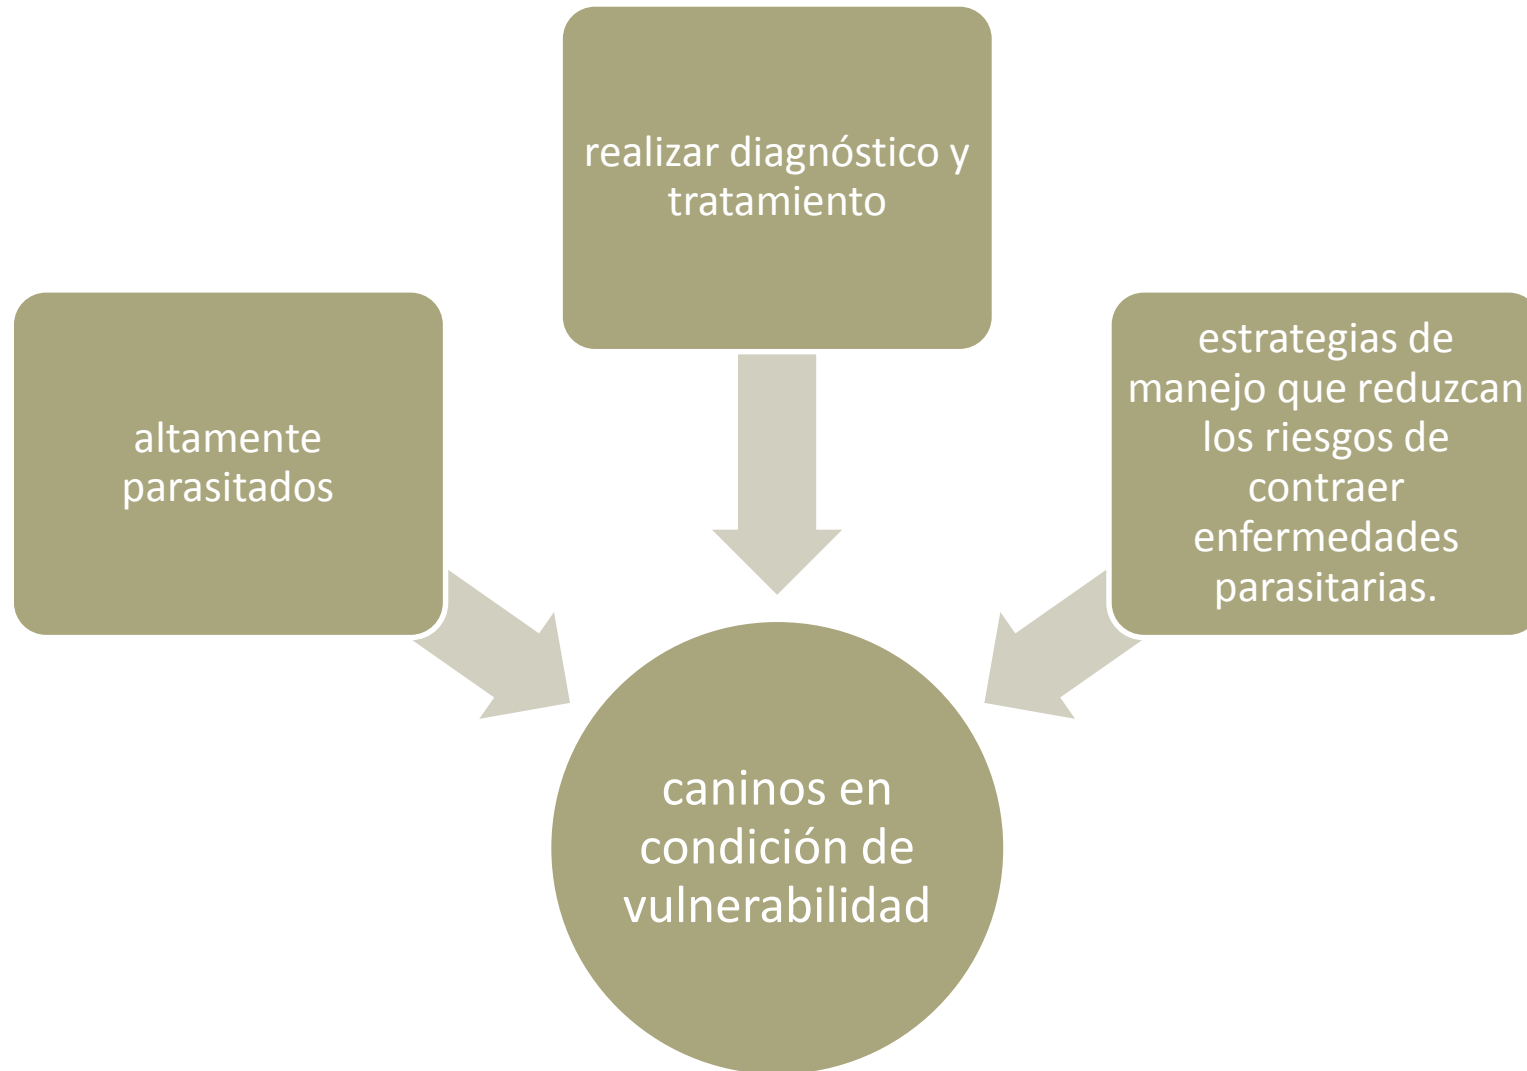 realizar diagnóstico y
tratamiento
altamente
parasitados
estrategias de
manejo que reduzcan
los riesgos de
contraer
enfermedades
parasitarias.
caninos en
condición de
vulnerabilidad